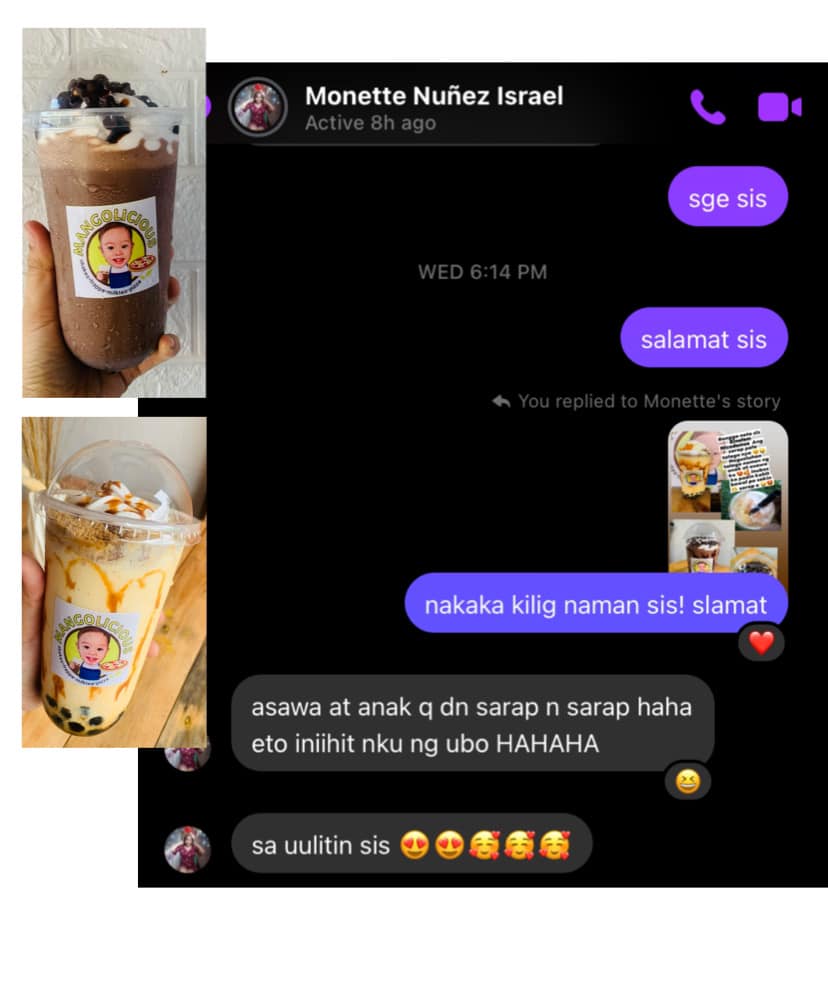 Monette Nuñez Israel
Active 8h ago
sge sis
WED 6:14 PM
salamat sis
You replied to Monette's story
nakaka kilig naman sis! slamat
asawa at anak q dn sarap n sarap haha
eto iniihit nku ng ubo HAHAHA
sa uulitin sis 😍😍🥰🥰🥰
MANGOLICIOUS
MANGOLICIOUS